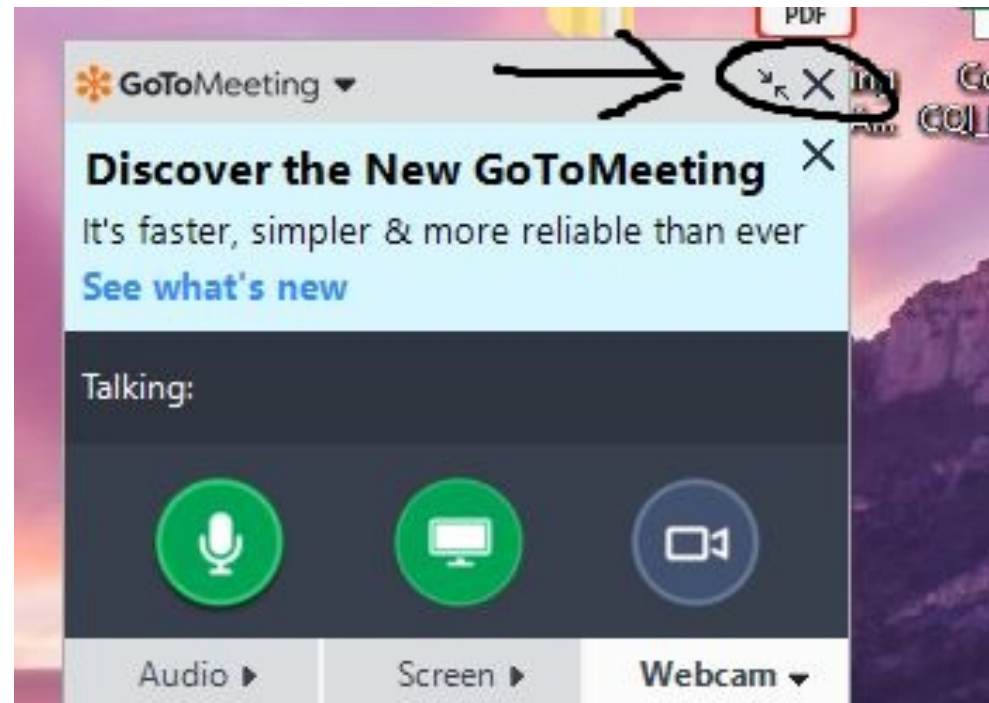 PDF
GoToMeeting
Discover the New GoToMeeting
It's faster, simpler & more reliable than ever
See what's new
Talking:
Audio
Screen
Webcam